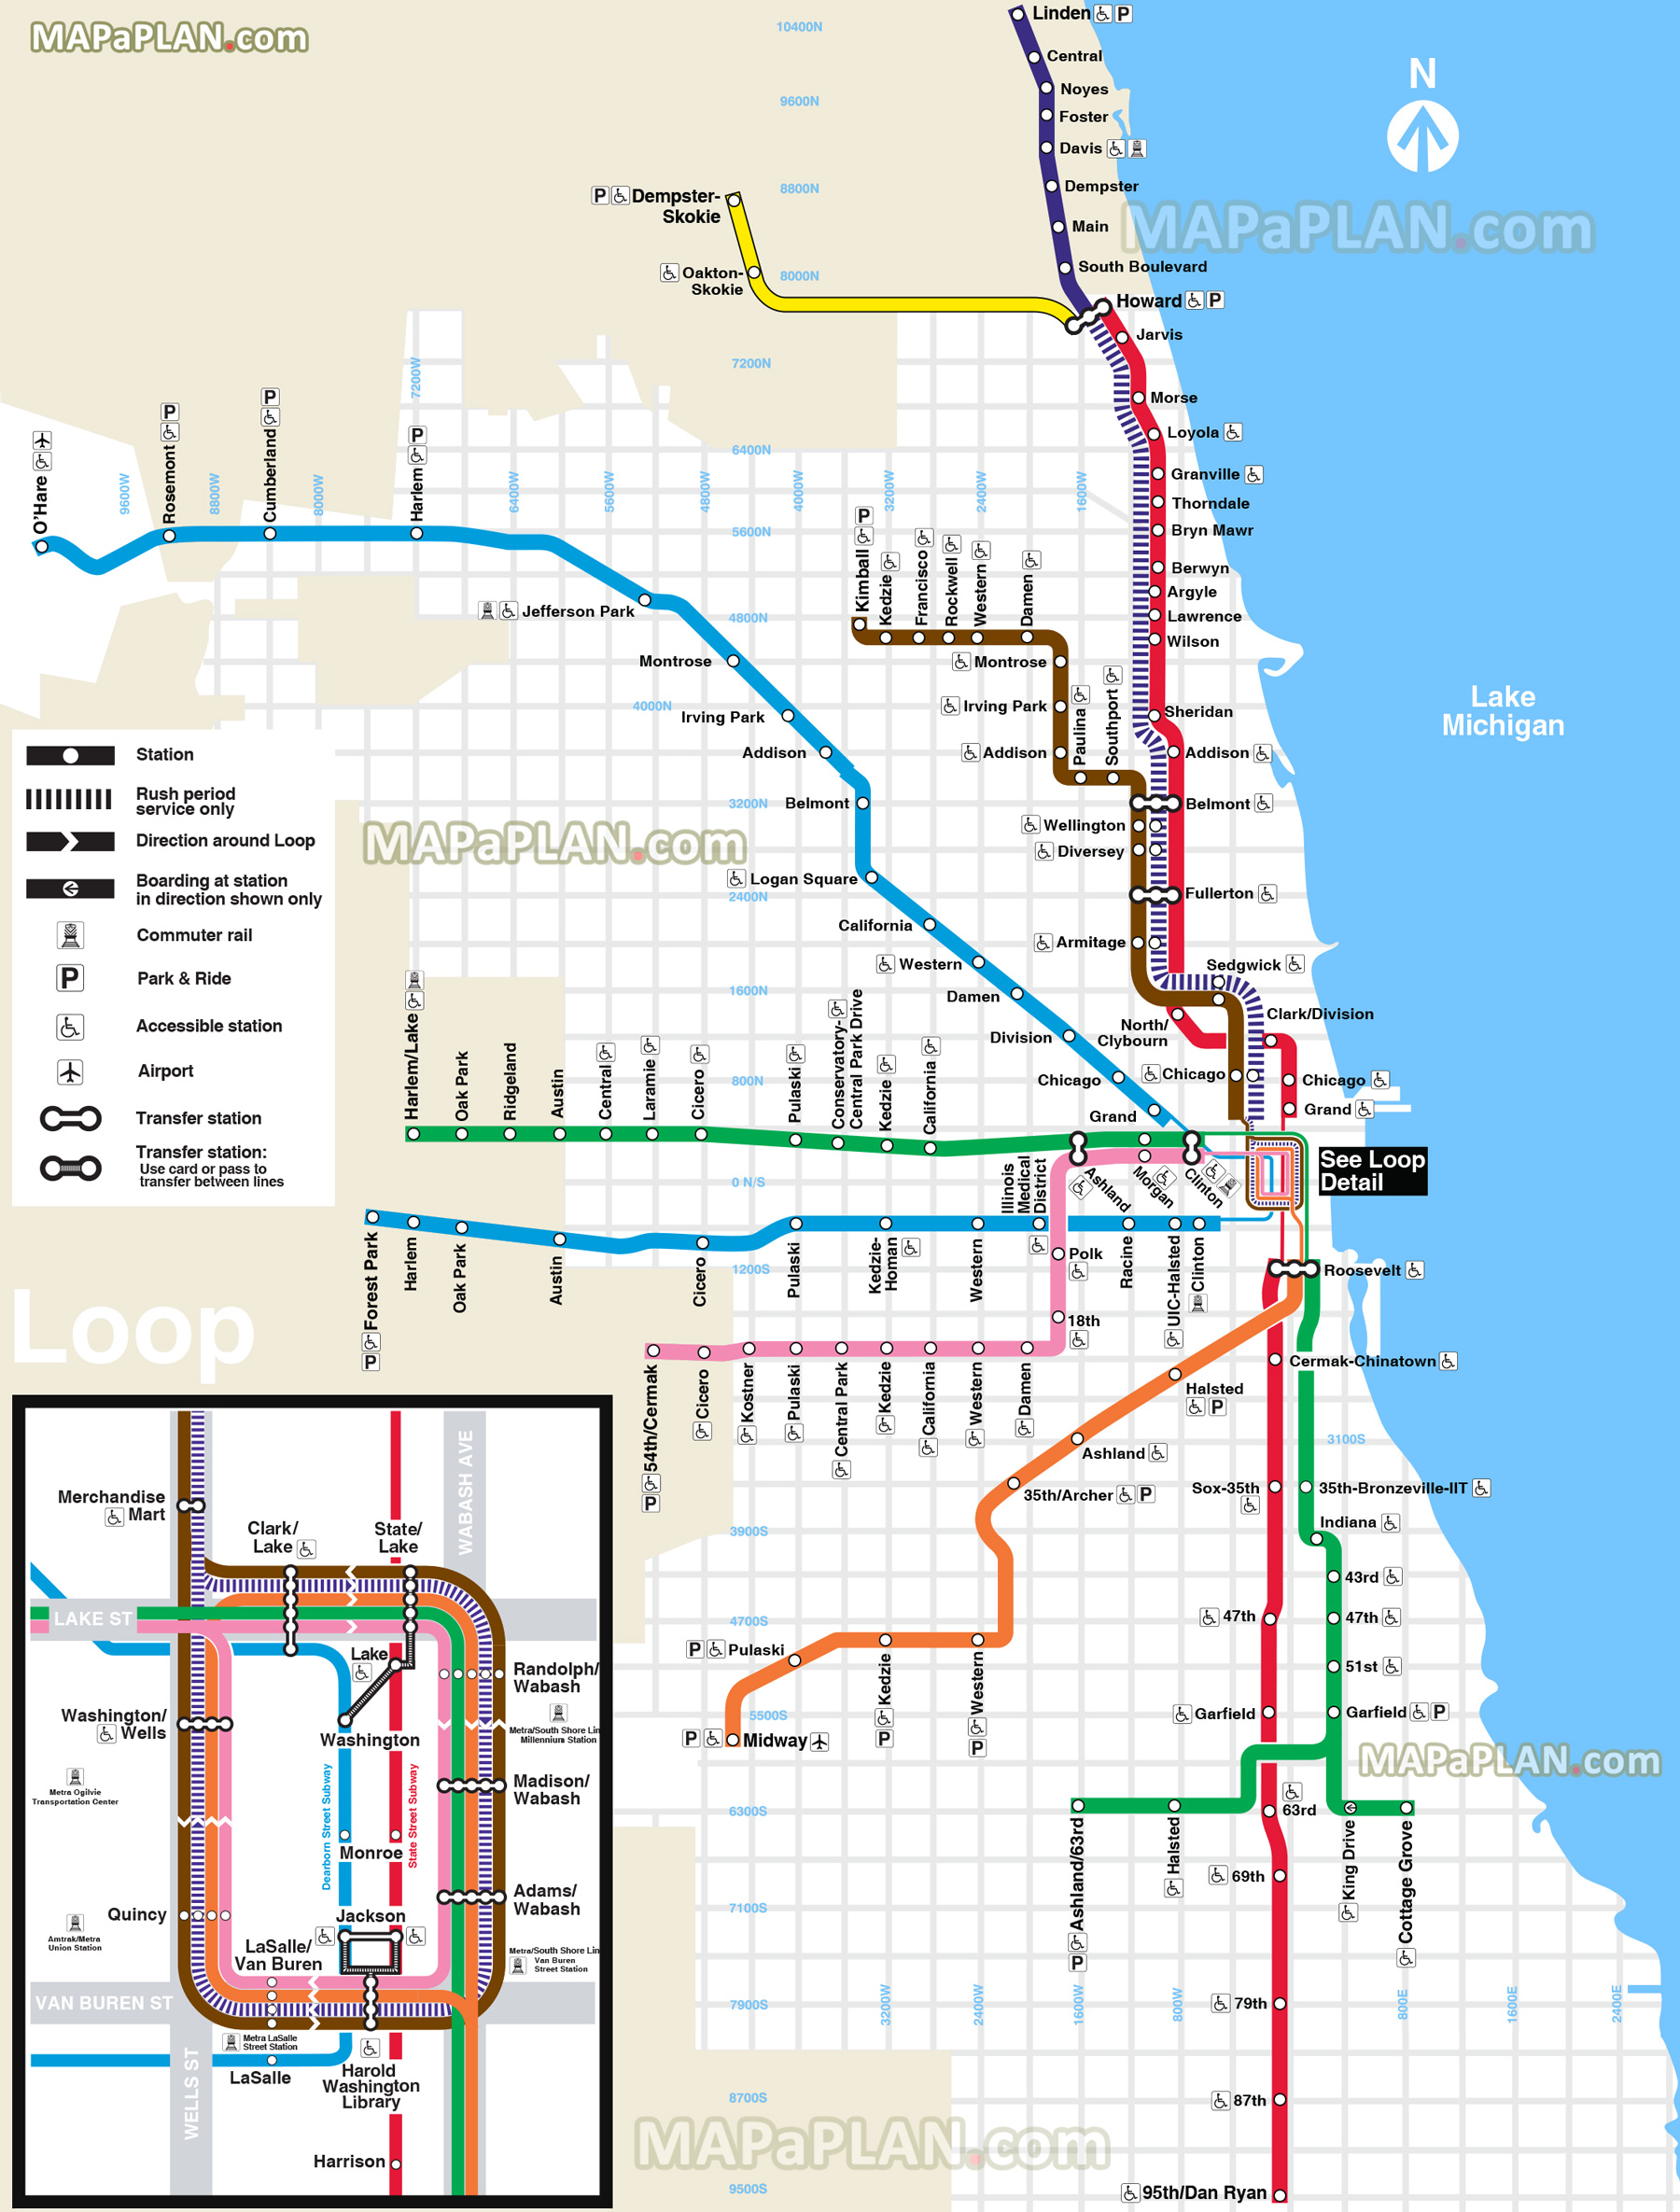 MAPaPLAN.com
10400N
Linden P
Central
9600N
Noyes
Foster
Davis
8800N
Dempster
P Dempster-
Skokie
Main
MAPaPLAN.com
N
South Boulevard
Oakton-
Skokie
8000N
Howard P
Jarvis
7200N
7200W
Morse
Loyola
6400N
Granville
Thorndale
Bryn Mawr
Berwyn
Argyle
Lawrence
Wilson
Sheridan
Addison
Belmont
Wellington
Diversey
Fullerton
Armitage
Sedgwick
North/
Clybourn
Clark/Division
Chicago
Chicago
Grand
O'Hare
9600W
Rosemont P
8800W
Cumberland P
8000W
Harlem P
6400W
5600W
4800W
4000W
3200W
2400W
1600W
5600N
4800N
4000N
3200N
2400N
1600N
800N
0 N/S
1200S
Jefferson Park
Montrose
Irving Park
Addison
Belmont
Logan Square
California
Western
Damen
Division
Chicago
Grand
Kimball P
Kedzie
Francisco
Rockwell
Western
Damen
Montrose
Irving Park
Addison
Paulina
Southport
Lake
Michigan
Station
Rush period
service only
Direction around Loop
Boarding at station
in direction shown only
Commuter rail
P Park & Ride
Accessible station
Airport
Transfer station
Transfer station:
Use card or pass to
transfer between lines
MAPaPLAN.com
Harlem/Lake
Oak Park
Ridgeland
Austin
Central
Laramie
Cicero
Pulaski
Conservatory-
Central Park Drive
Kedzie
California
Ashland
Morgan
Clinton
See Loop
Detail
Forest Park
P
Harlem
Oak Park
Austin
Cicero
Pulaski
Kedzie-
Homan
Western
Illinois
Medical
District
Racine
UIC-Halsted
Clinton
Polk
18th
54th/Cermak
P
Cicero
Kostner
Pulaski
Central Park
Kedzie
California
Western
Damen
Roosevelt
Cermak-Chinatown
Halsted
P
Ashland
35th/Archer P
3100S
Sox-35th
35th-Bronzeville-IIT
Indiana
3900S
43rd
47th
47th
4700S
51st
P Pulaski
Kedzie
P
Western
P
5500S
P Midway
Garfield
Garfield P
MAPaPLAN.com
6300S
63rd
Ashland/63rd
P
Halsted
King Drive
Cottage Grove
69th
7100S
3200W
2400W
1600W
800W
800E
1600E
2400E
7900S
79th
8700S
87th
MAPaPLAN.com
9500S
95th/Dan Ryan
Loop
Merchandise
Mart
Clark/
Lake
State/
Lake
WABASH AVE
LAKE ST
Lake
Randolph/
Wabash
Washington/
Wells
Washington
Metra/South Shore Lin
Millennium Station
Metra Ogilvie
Transportation Center
Dearborn Street Subway
State Street Subway
Madison/
Wabash
Monroe
Adams/
Wabash
Quincy
Jackson
Amtrak/Metra
Union Station
LaSalle/
Van Buren
Metra/South Shore Lin
Van Buren
Street Station
VAN BUREN ST
Metra LaSalle
Street Station
LaSalle
WELLS ST
Harold
Washington
Library
Harrison